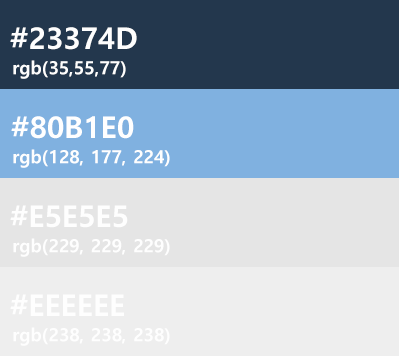 #23374D
rgb(35,55,77)
#80B1E0
rgb(128, 177, 224)
#E5E5E5
rgb(229, 229, 229)
#EEEEEE
rgb(238, 238, 238)